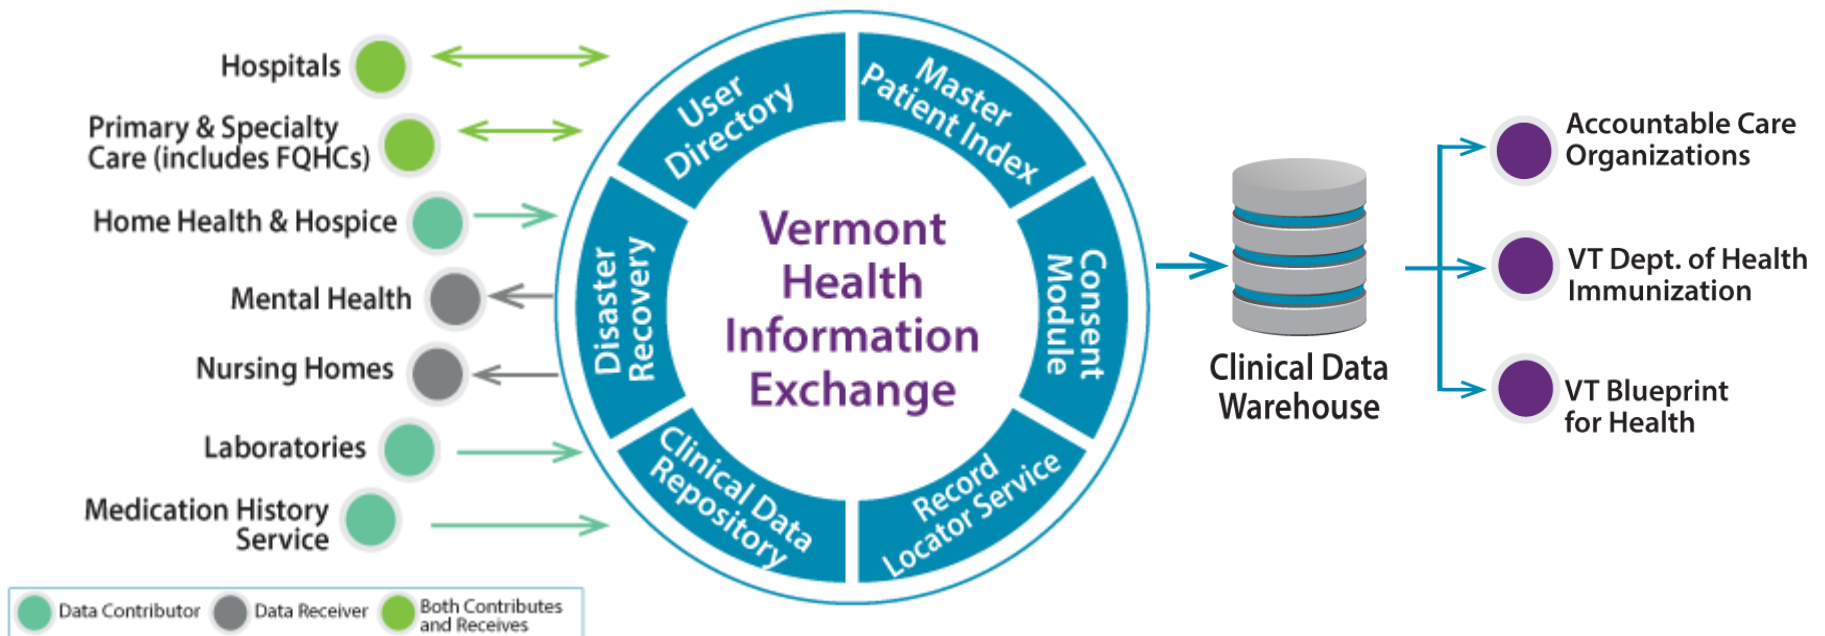 Hospitals
Primary & Specialty
Care (includes FQHCs)
Home Health & Hospice
Mental Health
Nursing Homes
Laboratories
Medication History
Service
Data Contributor
Data Receiver
Both Contributes
and Receives
User
Directory
Master
Patient Index
Consent
Module
Record
Locator Service
Clinical Data
Repository
Disaster
Recovery
Vermont
Health
Information
Exchange
Clinical Data
Warehouse
Accountable Care
Organizations
VT Dept. of Health
Immunization
VT Blueprint
for Health